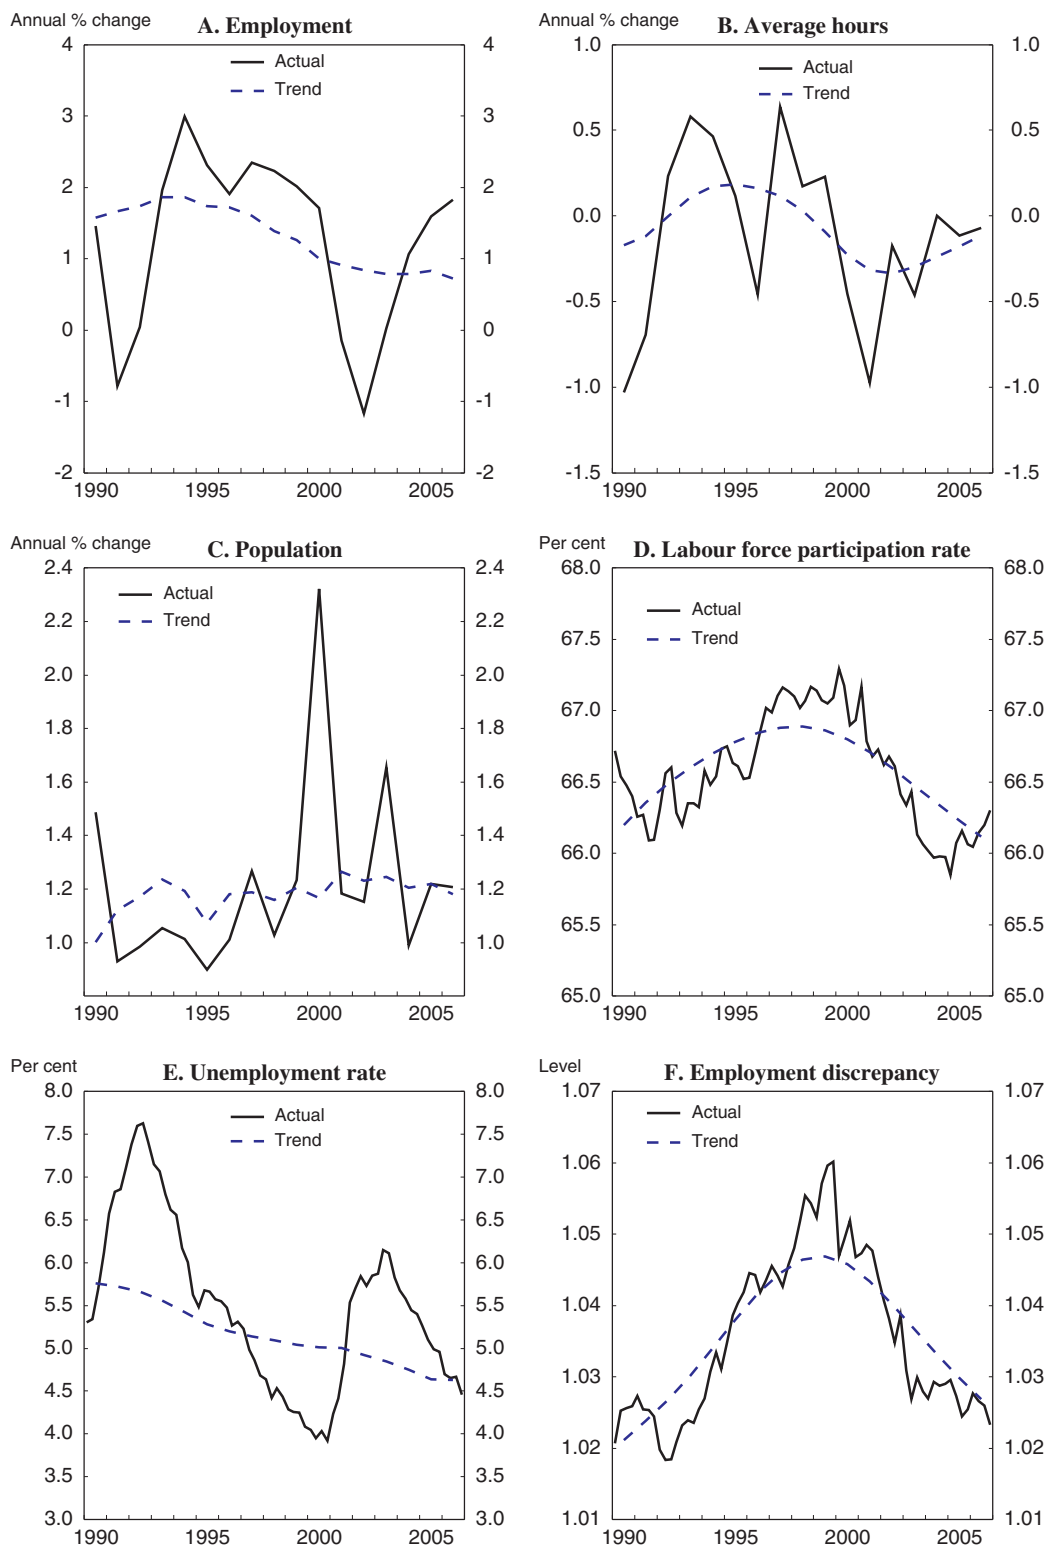 Annual % change
A. Employment
4 4
Actual
Trend
3 3
2 2
1 1
0 0
-1 -1
-2 -2
1990 1995 2000 2005
Annual % change
B. Average hours
1.0 1.0
Actual
Trend
0.5 0.5
0.0 0.0
-0.5 -0.5
-1.0 -1.0
-1.5 -1.5
1990 1995 2000 2005
Annual % change
C. Population
2.4 2.4
Actual
Trend
2.2 2.2
2.0 2.0
1.8 1.8
1.6 1.6
1.4 1.4
1.2 1.2
1.0 1.0
1990 1995 2000 2005
Per cent
D. Labour force participation rate
68.0 68.0
Actual
Trend
67.5 67.5
67.0 67.0
66.5 66.5
66.0 66.0
65.5 65.5
65.0 65.0
1990 1995 2000 2005
Per cent
E. Unemployment rate
8.0 8.0
Actual
Trend
7.5 7.5
7.0 7.0
6.5 6.5
6.0 6.0
5.5 5.5
5.0 5.0
4.5 4.5
4.0 4.0
3.5 3.5
3.0 3.0
1990 1995 2000 2005
Level
F. Employment discrepancy
1.07 1.07
Actual
Trend
1.06 1.06
1.05 1.05
1.04 1.04
1.03 1.03
1.02 1.02
1.01 1.01
1990 1995 2000 2005